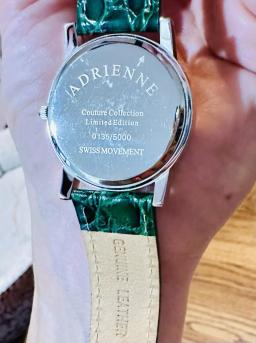 ADRIENNE
Couture Collection
Limited Edition
0135/5000
SWISS MOVEMENT
GENUINE LEATHER